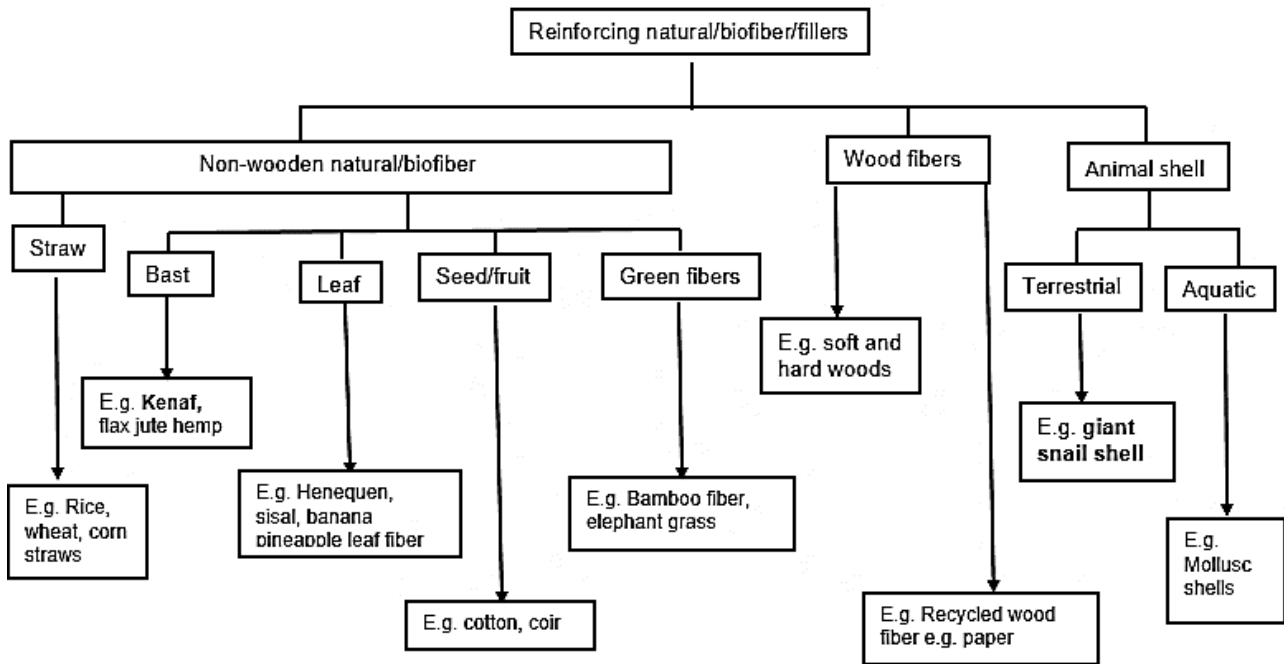 Reinforcing natural/biofiber/fillers
Non-wooden natural/biofiber
Wood fibers
Animal shell
Straw
Bast
Leaf
Seed/fruit
Green fibers
Terrestrial
Aquatic
E.g. soft and
hard woods
E.g. Kenaf,
flax jute hemp
E.g. giant
snail shell
E.g. Rice,
wheat, corn
straws
E.g. Henequen,
sisal, banana
pineapple leaf fiber
E.g. Bamboo fiber,
elephant grass
E.g.
Mollusc
shells
E.g. cotton, coir
E.g. Recycled wood
fiber e.g. paper